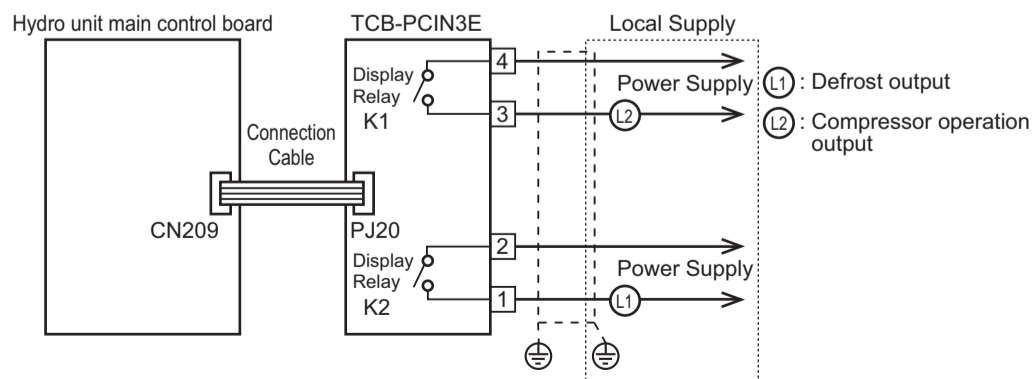 Hydro unit main control board
TCB-PCIN3E
Local Supply
4
Display
Relay
K1
Power Supply
3
L2
L1 : Defrost output
L2 : Compressor operation
output
Connection
Cable
CN209
PJ20
2
Display
Relay
K2
Power Supply
1
L1